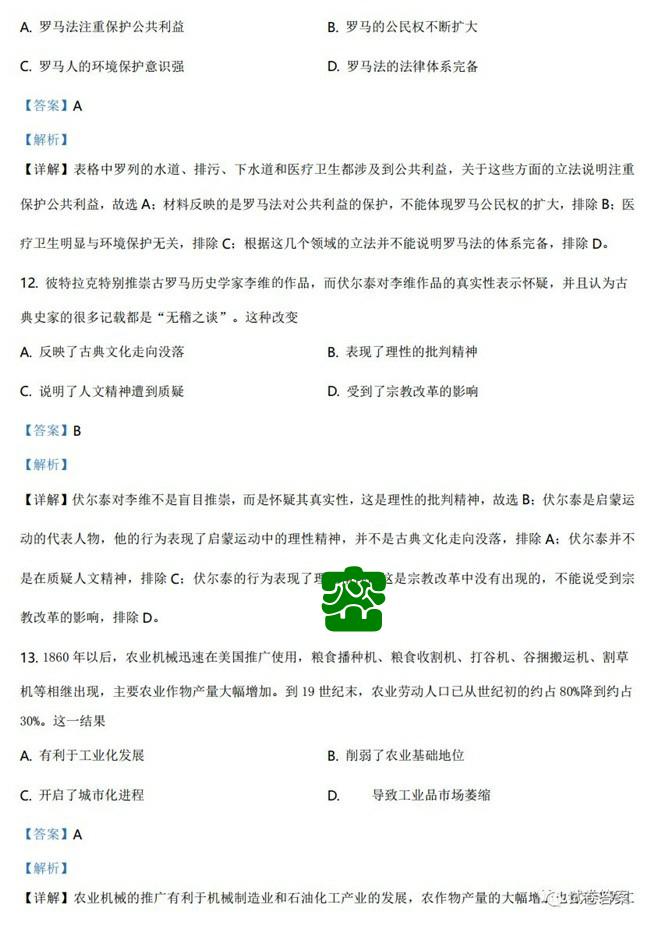 A. 罗马法注重保护公共利益 B. 罗马的公民权不断扩大
C. 罗马人的环境保护意识强 D. 罗马法的法律体系完备
【答案】A
【解析】
【详解】表格中罗列的水道、排污、下水道和医疗卫生都涉及到公共利益，关于这些方面的立法说明注重
保护公共利益，故选 A；材料反映的是罗马法对公共利益的保护，不能体现罗马公民权的扩大，排除 B；医
疗卫生明显与环境保护无关，排除 C；根据这几个领域的立法并不能说明罗马法的体系完备，排除 D。
12. 彼特拉克特别推崇古罗马历史学家李维的作品，而伏尔泰对李维作品的真实性表示怀疑，并且认为古
典史家的很多记载都是“无稽之谈”。这种改变
A. 反映了古典文化走向没落 B. 表现了理性的批判精神
C. 说明了人文精神遭到质疑 D. 受到了宗教改革的影响
【答案】B
【解析】
【详解】伏尔泰对李维不是盲目推崇，而是怀疑其真实性，这是理性的批判精神，故选 B；伏尔泰是启蒙运
动的代表人物，他的行为表现了启蒙运动中的理性精神，并不是古典文化走向没落，排除 A；伏尔泰并不
是在质疑人文精神，排除 C；伏尔泰的行为表现了理 这是宗教改革中没有出现的，不能说受到宗
教改革的影响，排除 D。
13. 1860 年以后，农业机械迅速在美国推广使用，粮食播种机、粮食收割机、打谷机、谷捆搬运机、割草
机等相继出现，主要农业作物产量大幅增加。到 19 世纪末，农业劳动人口已从世纪初的约占 80%降到约占
30%。这一结果
A. 有利于工业化发展 B. 削弱了农业基础地位
C. 开启了城市化进程 D. 导致工业品市场萎缩
【答案】A
【解析】
【详解】农业机械的推广有利于机械制造业和石油化工产业的发展，农作物产量的大幅增 工
试卷答案